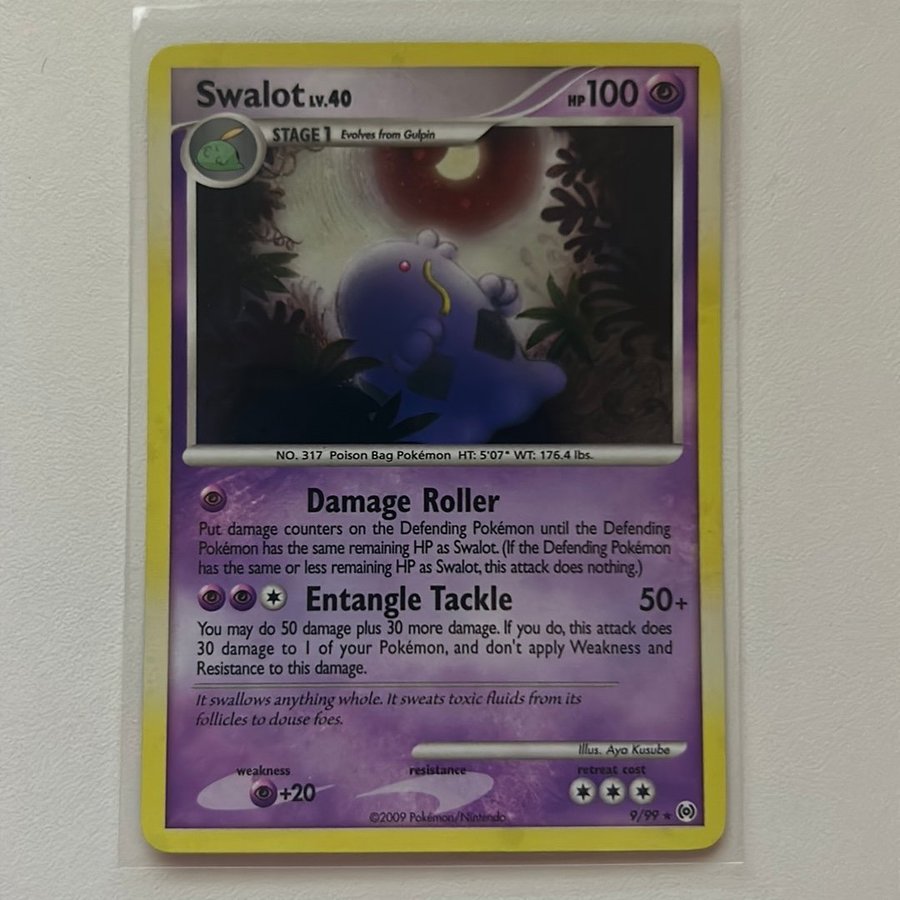 Swalot LV.40 HP 100
STAGE 1 Evolves from Gulpin
NO. 317 Poison Bag Pokémon HT: 5'07" WT: 176.4 lbs.
Damage Roller
Put damage counters on the Defending Pokémon until the Defending
Pokémon has the same remaining HP as Swalot. (If the Defending Pokémon
has the same or less remaining HP as Swalot, this attack does nothing.)
Entangle Tackle 50+
You may do 50 damage plus 30 more damage. If you do, this attack does
30 damage to 1 of your Pokémon, and don't apply Weakness and
Resistance to this damage.
It swallows anything whole. It sweats toxic fluids from its
follicles to douse foes.
Illus. Aya Kusube
weakness resistance retreat cost
+20
©2009 Pokémon/Nintendo 9/99